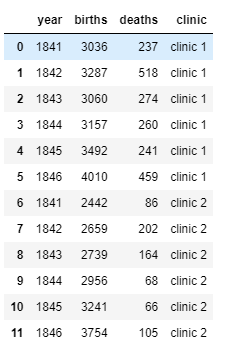 year births deaths clinic
0 1841 3036 237 clinic 1
1 1842 3287 518 clinic 1
2 1843 3060 274 clinic 1
3 1844 3157 260 clinic 1
4 1845 3492 241 clinic 1
5 1846 4010 459 clinic 1
6 1841 2442 86 clinic 2
7 1842 2659 202 clinic 2
8 1843 2739 164 clinic 2
9 1844 2956 68 clinic 2
10 1845 3241 66 clinic 2
11 1846 3754 105 clinic 2